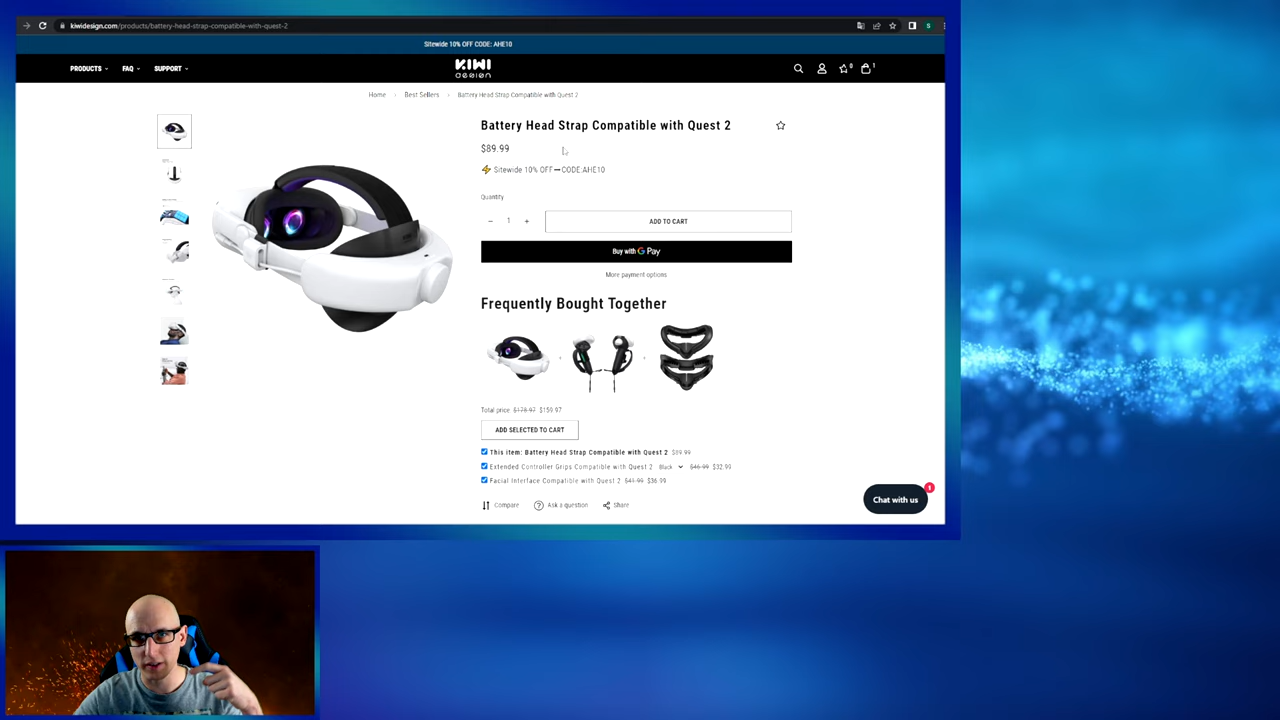 kiwidesign.com/products/battery-head-strap-compatible-with-quest-2
S
Sitewide 10% OFF CODE: AHE10
PRODUCTS
FAQ
SUPPORT
KIWI
design
0
1
Home
Best Sellers
Battery Head Strap Compatible with Quest 2
Battery Head Strap Compatible with Quest 2
$89.99
Sitewide 10% OFF—CODE:AHE10
Quantity
1
ADD TO CART
Buy with G Pay
More payment options
Frequently Bought Together
Total price $178.97 $159.97
ADD SELECTED TO CART
This item: Battery Head Strap Compatible with Quest 2 $89.99
Extended Controller Grips Compatible with Quest 2 Black $46.99 $32.99
Facial Interface Compatible with Quest 2 $41.99 $36.99
Compare
Ask a question
Share
Chat with us
1